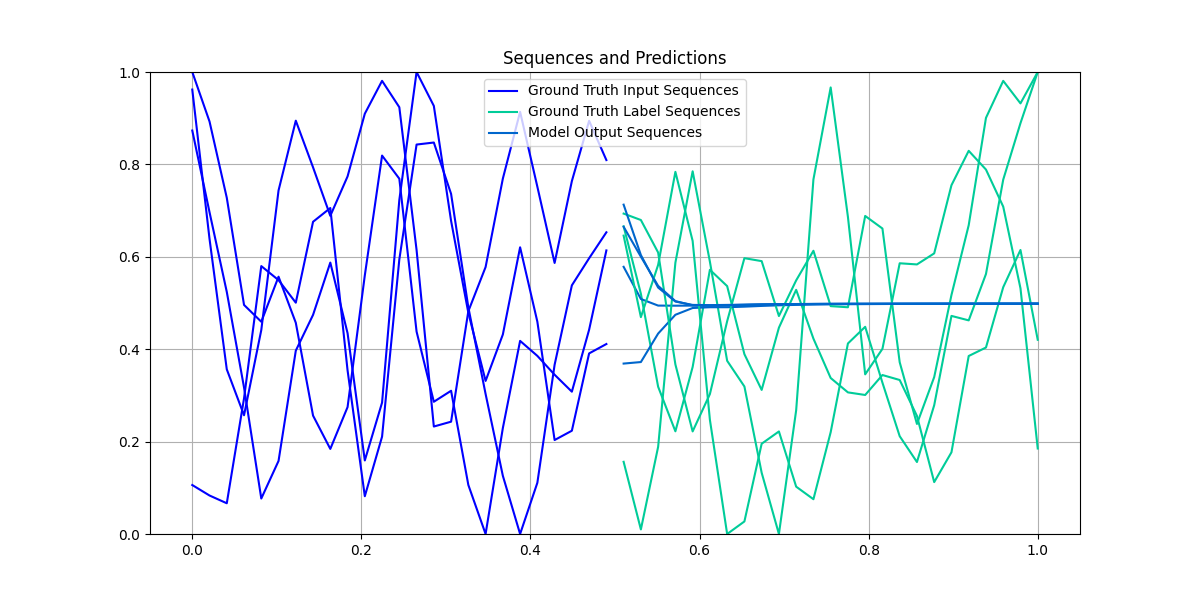 Sequences and Predictions
1.0
Ground Truth Input Sequences
Ground Truth Label Sequences
Model Output Sequences
0.8
0.6
0.4
0.2
0.0
0.0 0.2 0.4 0.6 0.8 1.0